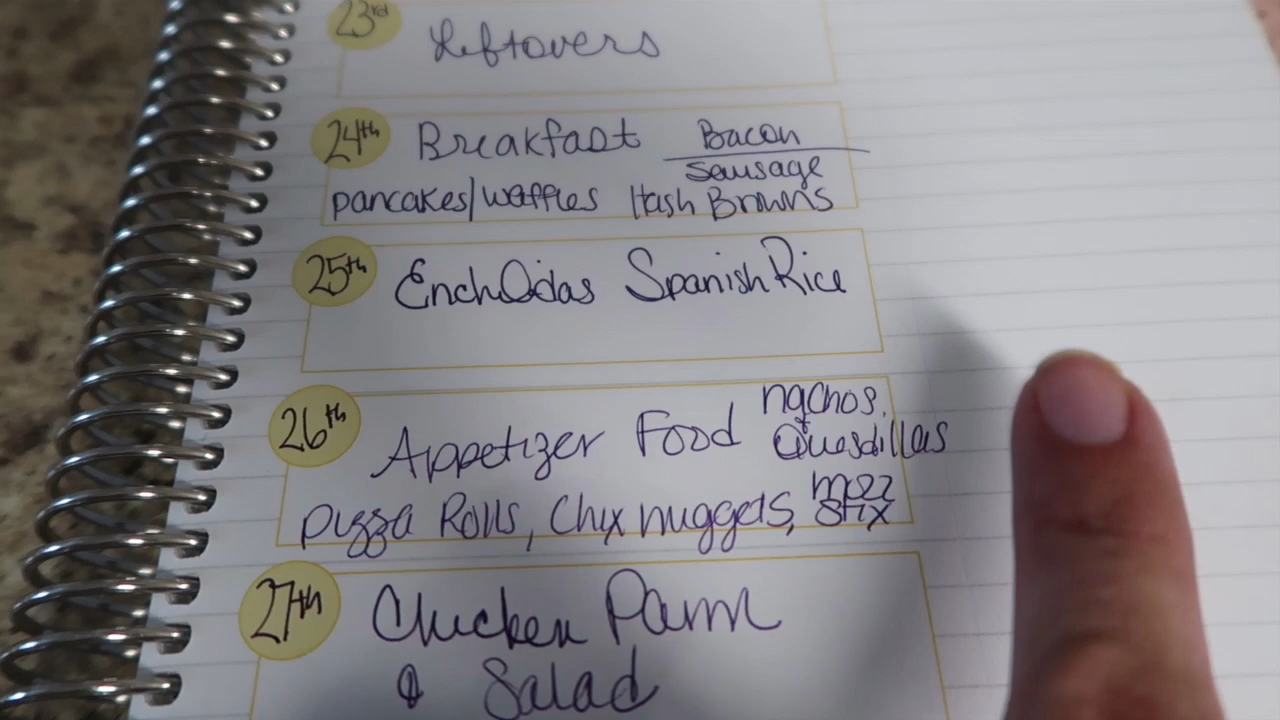 23rd Leftovers
24th Breakfast Bacon
Sausage
pancakes/waffles Hash Browns
25th Enchiladas Spanish Rice
26th Appetizer Food nachos,
Quesdillas
pizza Rolls, Chix nuggets, mozz
stix
27th Chicken Parm
& Salad